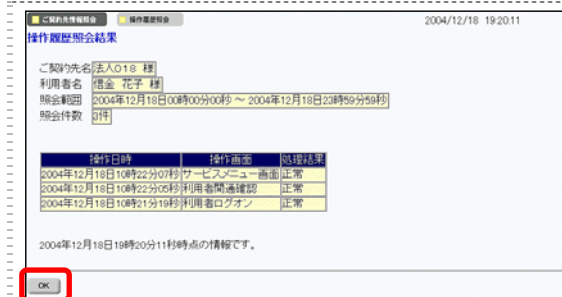 ご契約先情報照会 操作履歴照会 2004/12/18 19:20:11
操作履歴照会結果
ご契約先名 法人018 様
利用者名 信金 花子 様
照会範囲 2004年12月18日00時00分00秒 ~ 2004年12月18日23時59分59秒
照会件数 3件
操作日時 操作画面 処理結果
2004年12月18日10時22分07秒 サービスメニュー画面 正常
2004年12月18日10時22分05秒 利用者開通確認 正常
2004年12月18日10時21分19秒 利用者ログオン 正常
2004年12月18日19時20分11秒時点の情報です。
OK